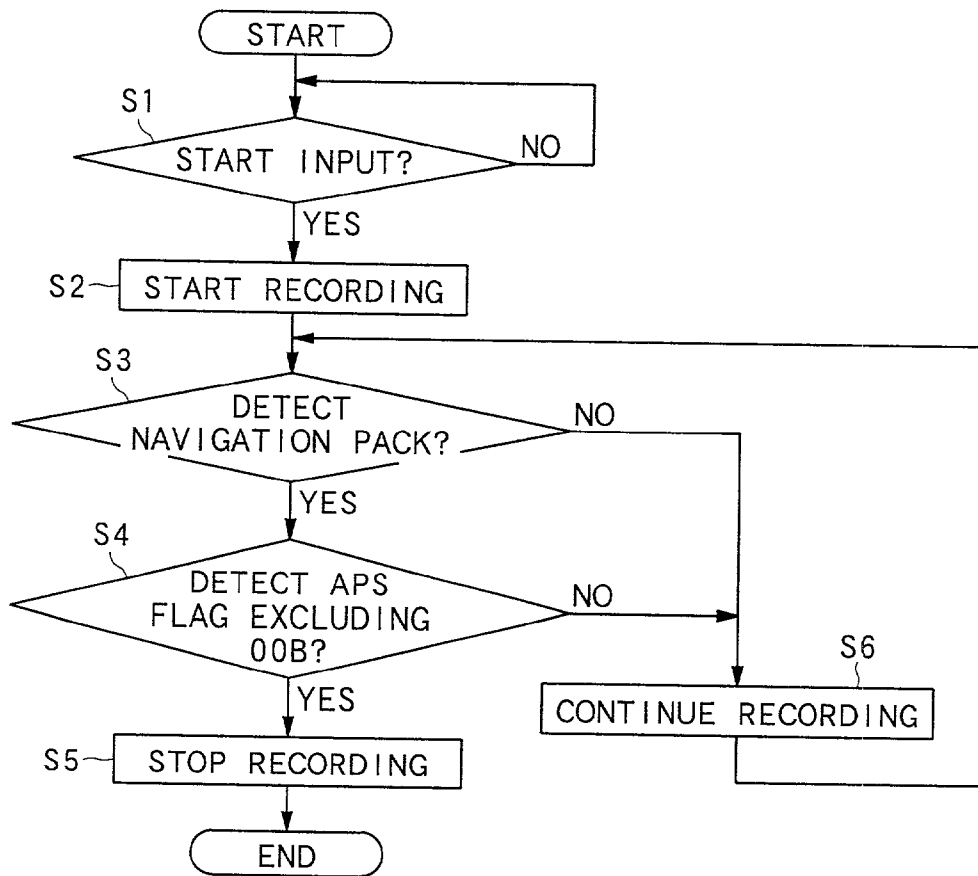 START
S1
START INPUT?
NO
YES
S2
START RECORDING
S3
DETECT
NAVIGATION PACK?
NO
YES
S4
DETECT APS
FLAG EXCLUDING
00B?
NO
YES
S6
CONTINUE RECORDING
S5
STOP RECORDING
END